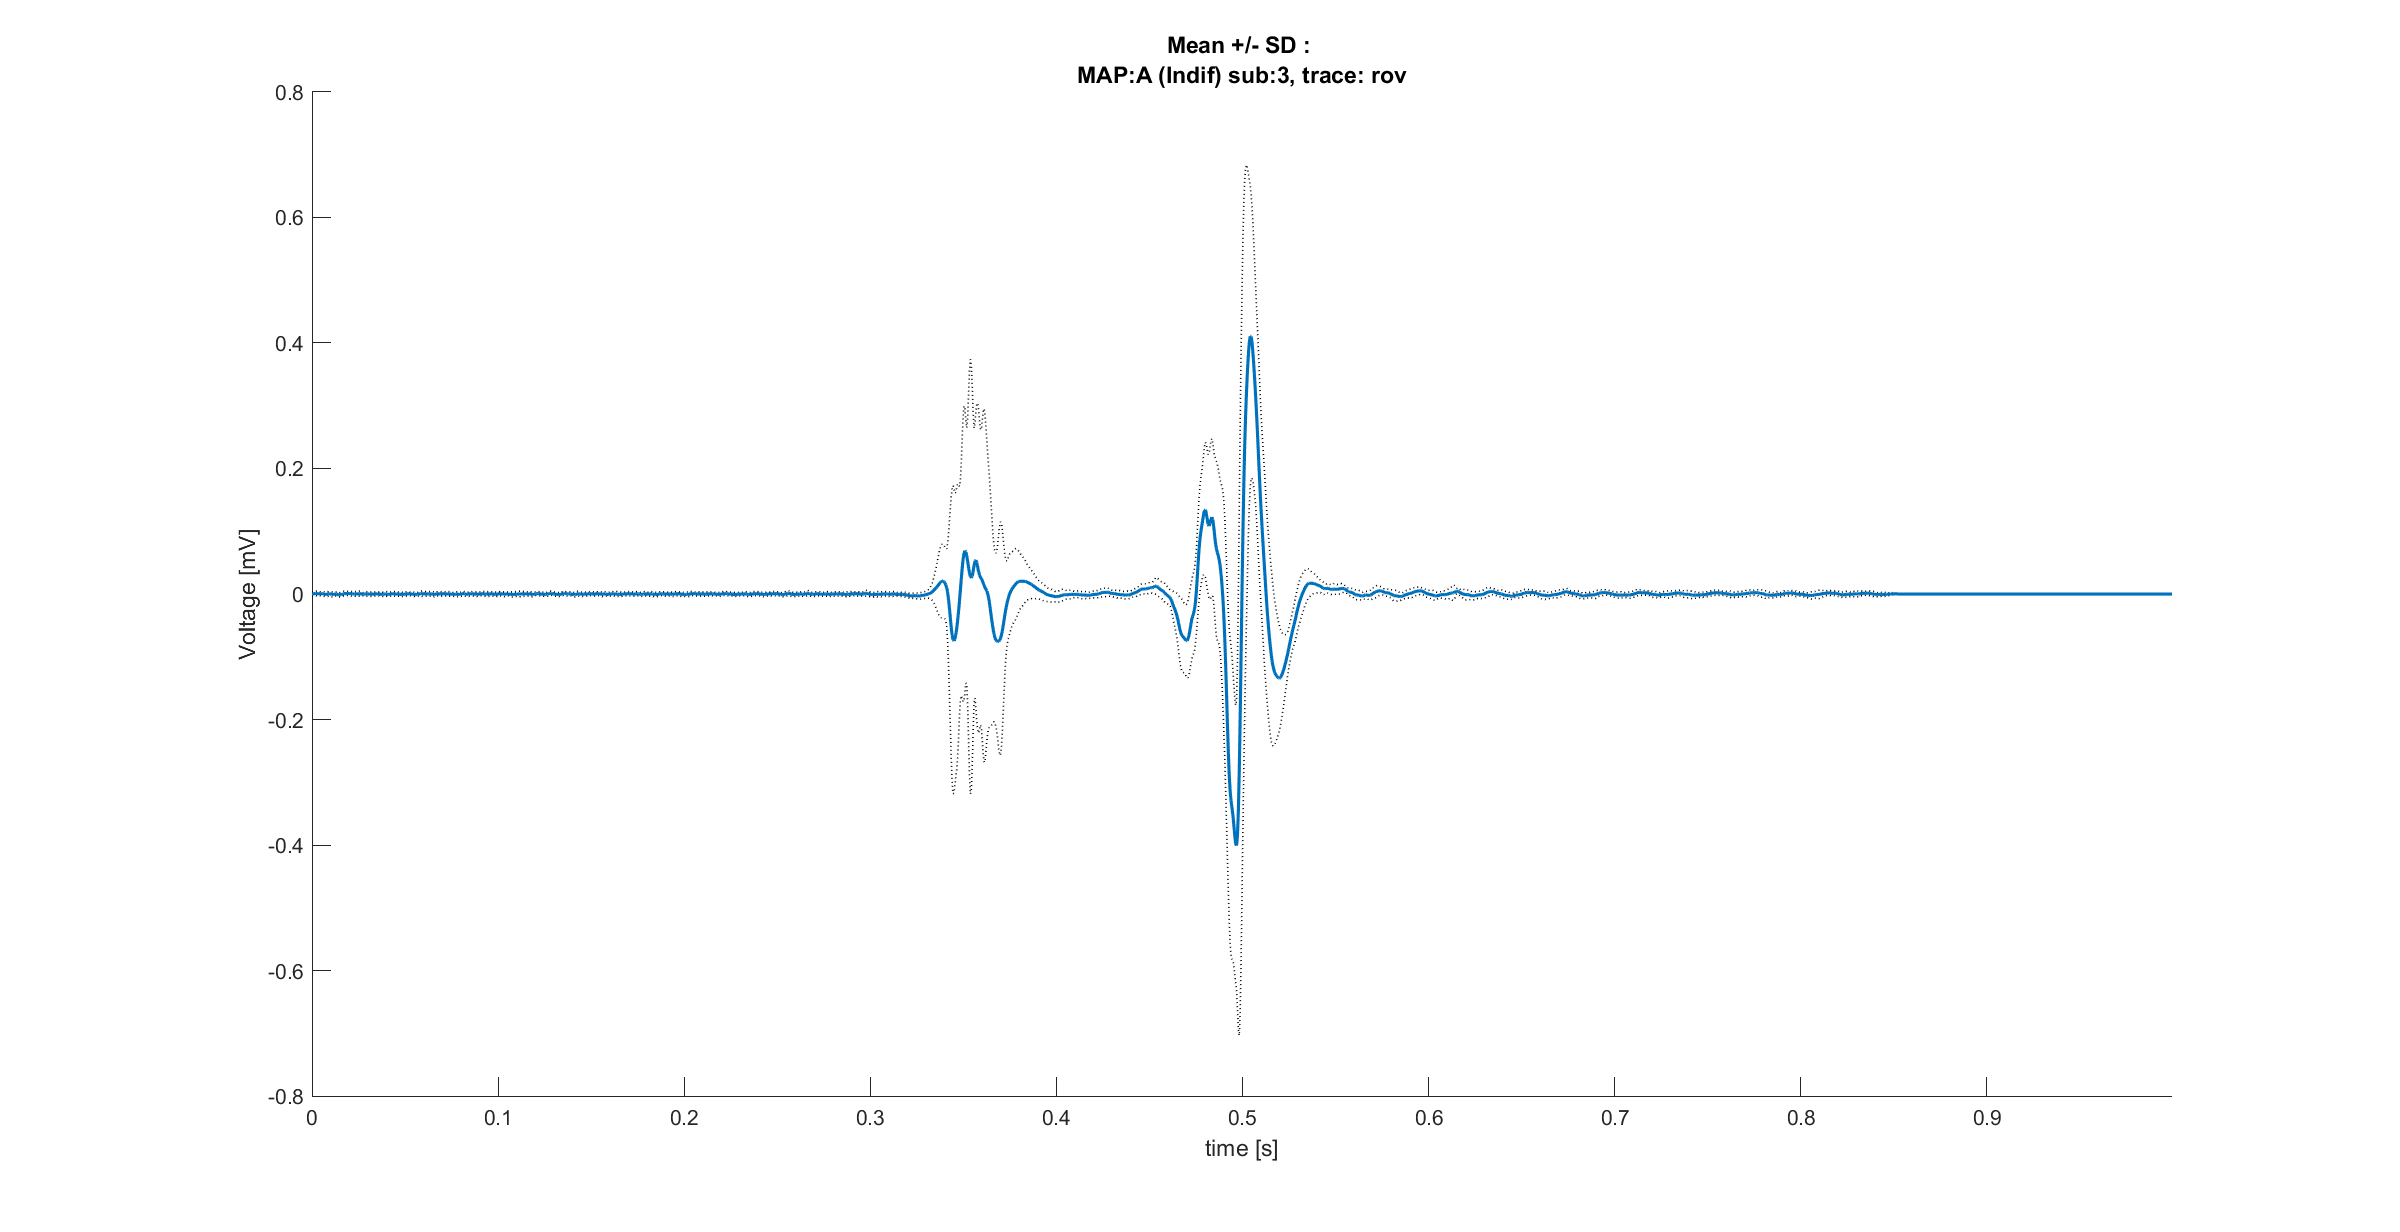 Mean +/- SD :
MAP:A (Indif) sub:3, trace: rov
0.8
0.6
0.4
0.2
0
-0.2
-0.4
-0.6
-0.8
Voltage [mV]
0 0.1 0.2 0.3 0.4 0.5 0.6 0.7 0.8 0.9
time [s]